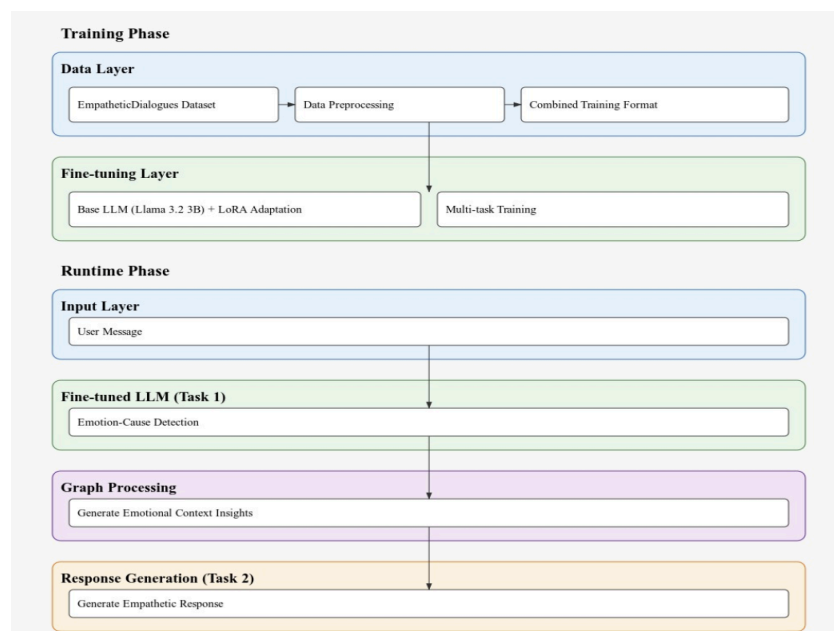 Training Phase
Data Layer
EmpatheticDialogues Dataset
Data Preprocessing
Combined Training Format
Fine-tuning Layer
Base LLM (Llama 3.2 3B) + LoRA Adaptation
Multi-task Training
Runtime Phase
Input Layer
User Message
Fine-tuned LLM (Task 1)
Emotion-Cause Detection
Graph Processing
Generate Emotional Context Insights
Response Generation (Task 2)
Generate Empathetic Response